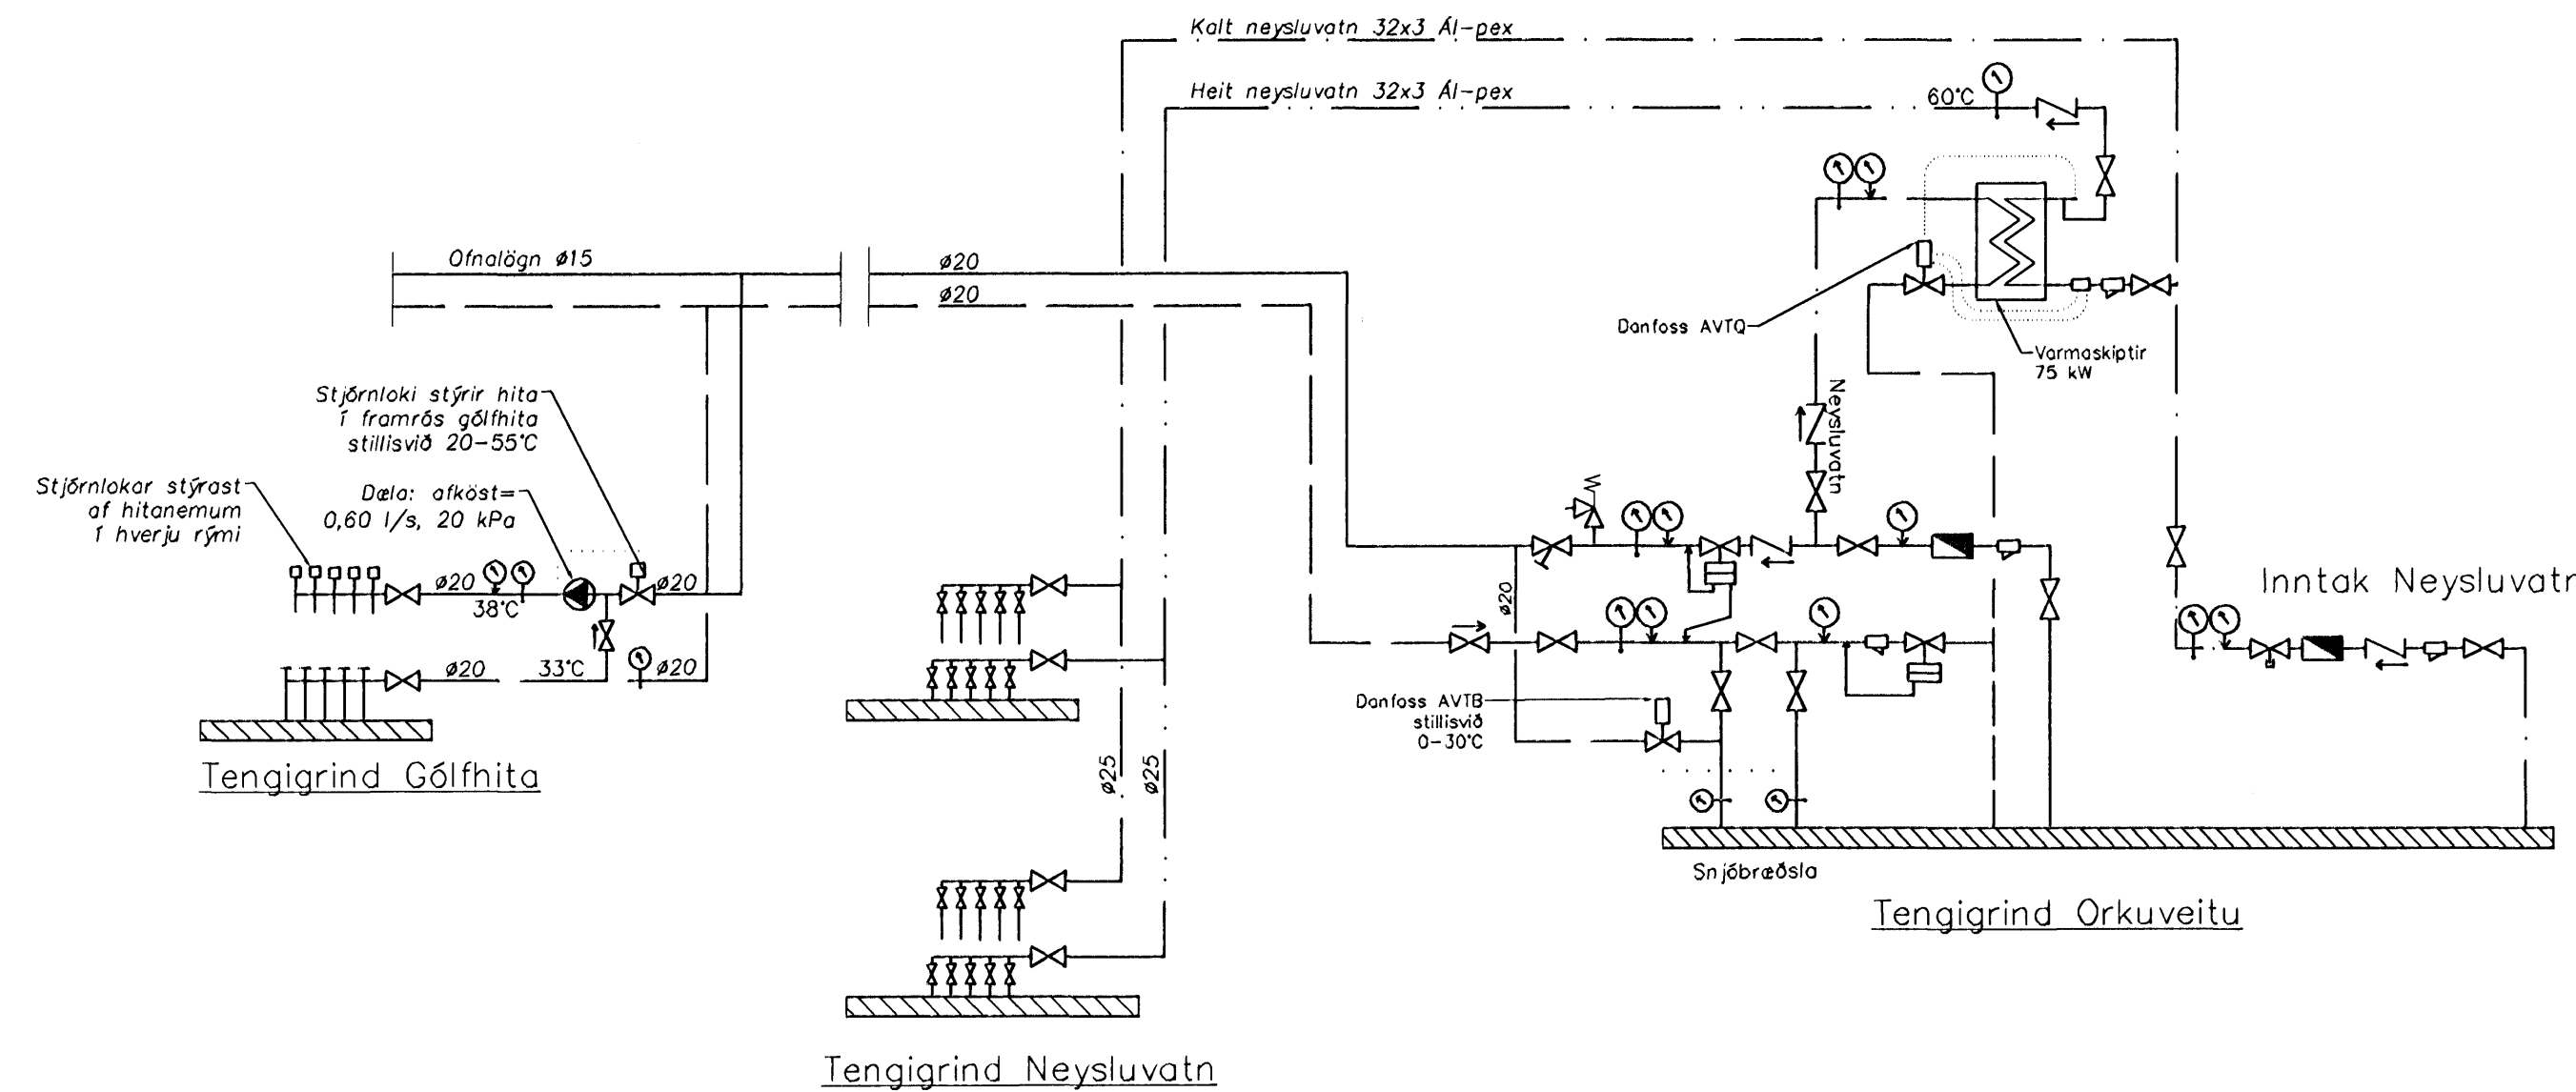 Kalt neysluvatn 32x3 Ál-pex
Heit neysluvatn 32x3 Ál-pex
60°C
Ofnalögn ø15
ø20
ø20
Danfoss AVTQ
Varmaskiptir
75 kW
Stjórnloki stýrir hita
í framrás gólfhita
stillisvið 20-55°C
Stjórnlokar stýrast
af hitanemum
í hverju rými
Dæla: afköst=
0,60 l/s, 20 kPa
Neysluvatn
ø20
38°C
ø20
ø20
Inntak Neysluvatn
ø20
33°C
ø20
Danfoss AVTB
stillisvið
0-30°C
Tengigrind Gólfhita
ø25
ø25
Snjóbræðsla
Tengigrind Orkuveitu
Tengigrind Neysluvatn